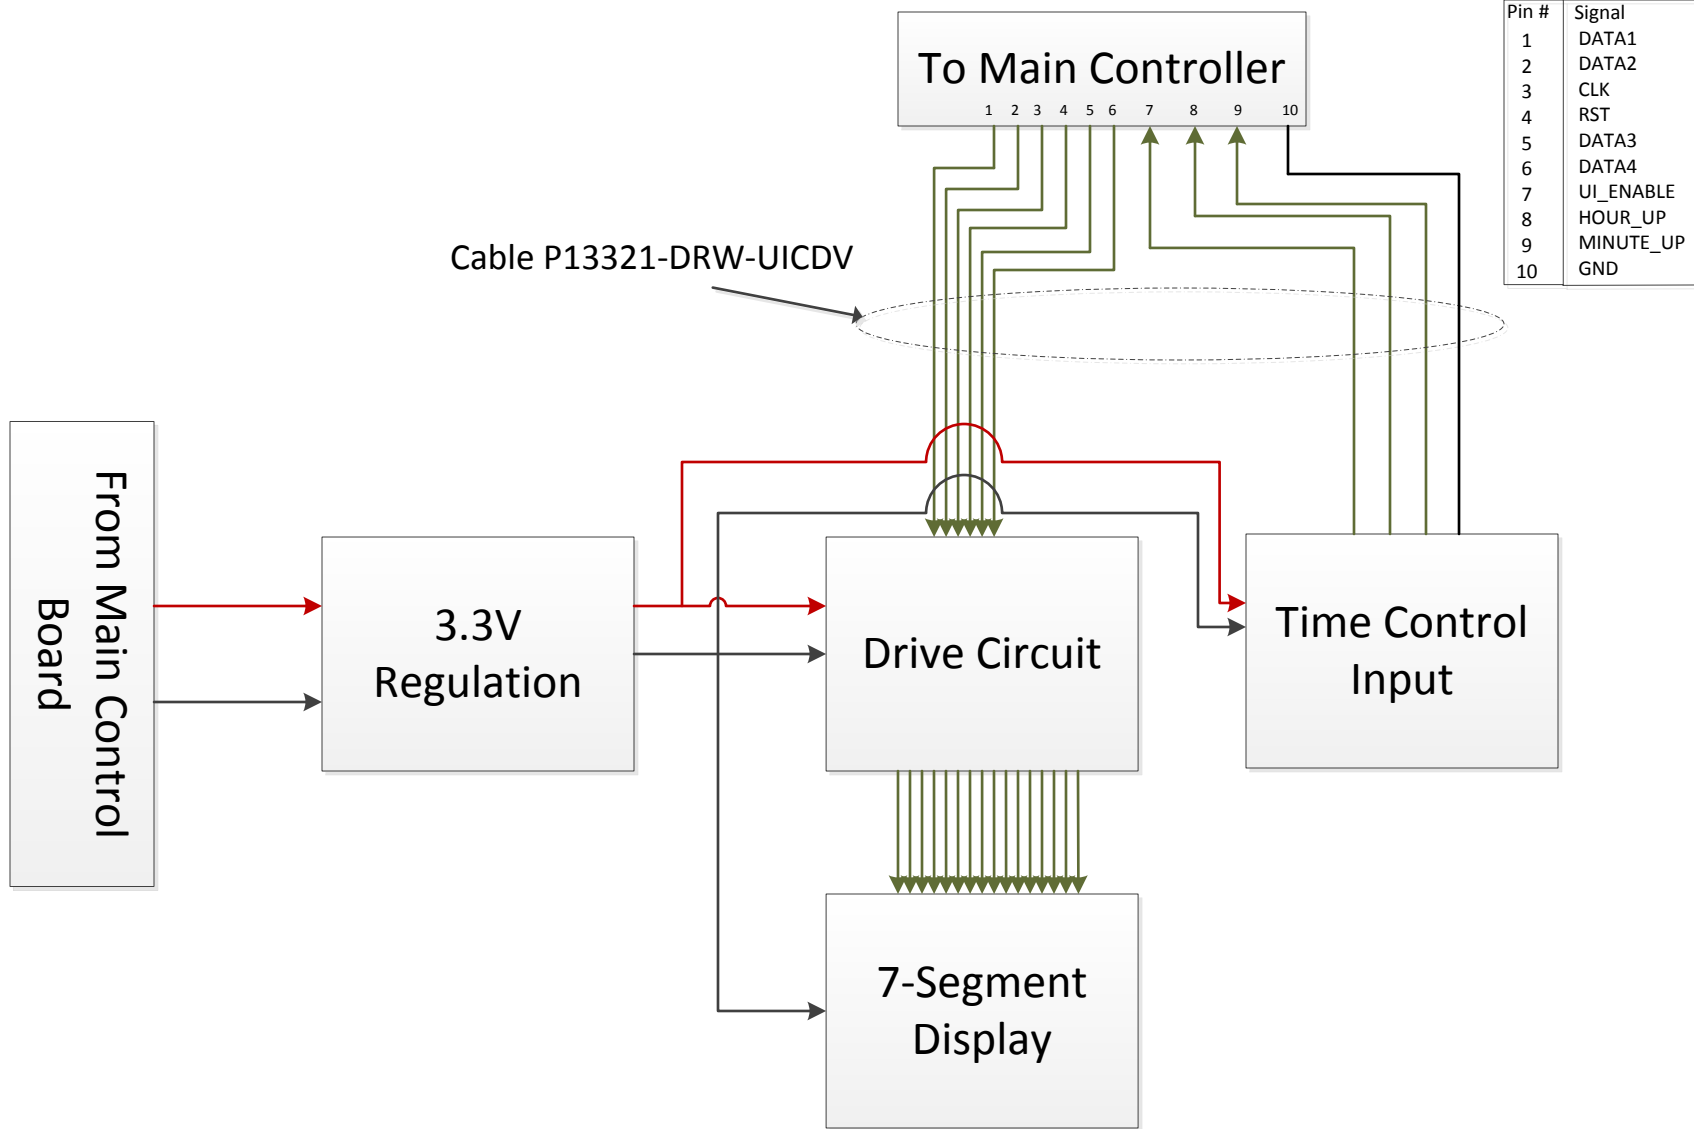 To Main Controller
1 2 3 4 5 6 7 8 9 10
Pin # Signal
1 DATA1
2 DATA2
3 CLK
4 RST
5 DATA3
6 DATA4
7 UI_ENABLE
8 HOUR_UP
9 MINUTE_UP
10 GND
Cable P13321-DRW-UICDV
From Main Control
Board
3.3V
Regulation
Drive Circuit
Time Control
Input
7-Segment
Display